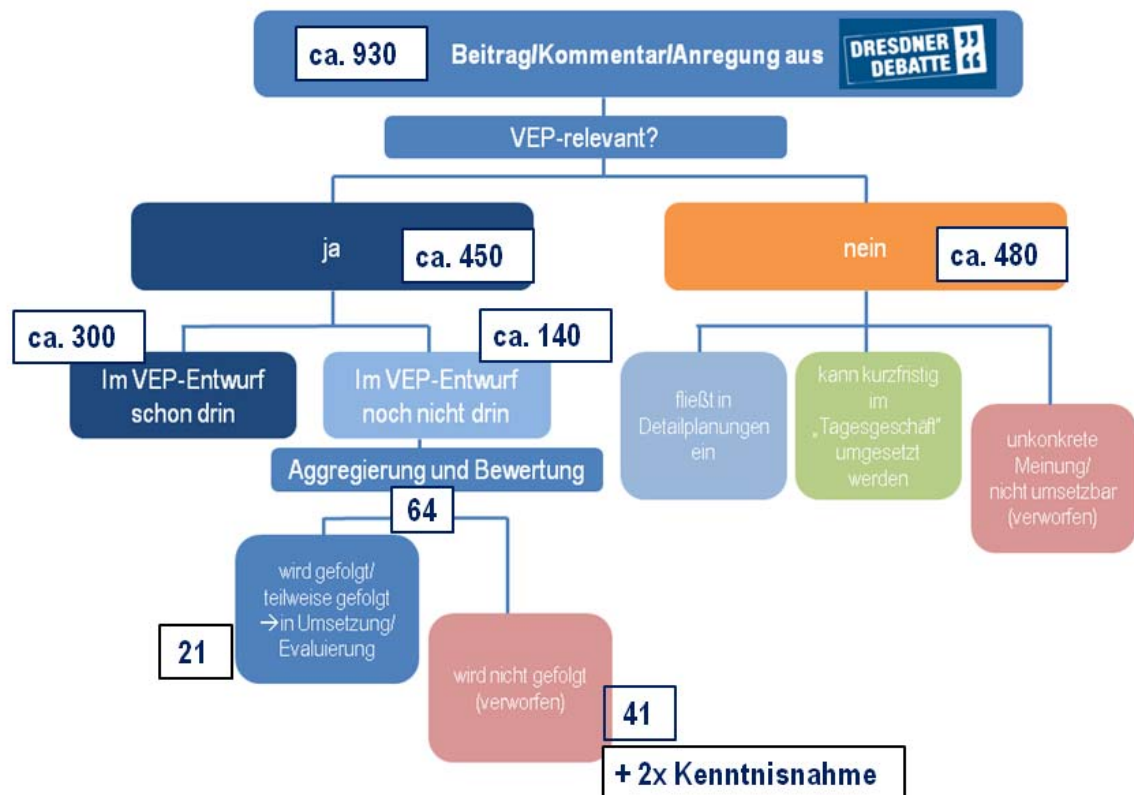 ca. 930
Beitrag/Kommentar/Anregung aus
DRESDNER
DEBATTE
VEP-relevant?
ja
ca. 450
nein
ca. 480
ca. 300
Im VEP-Entwurf
schon drin
ca. 140
Im VEP-Entwurf
noch nicht drin
fließt in
Detailplanungen
ein
kann kurzfristig
im
„Tagesgeschäft“
umgesetzt
werden
unkonkrete
Meinung/
nicht umsetzbar
(verworfen)
Aggregierung und Bewertung
64
wird gefolgt/
teilweise gefolgt
→in Umsetzung/
Evaluierung
21
wird nicht gefolgt
(verworfen)
41
+ 2x Kenntnisnahme